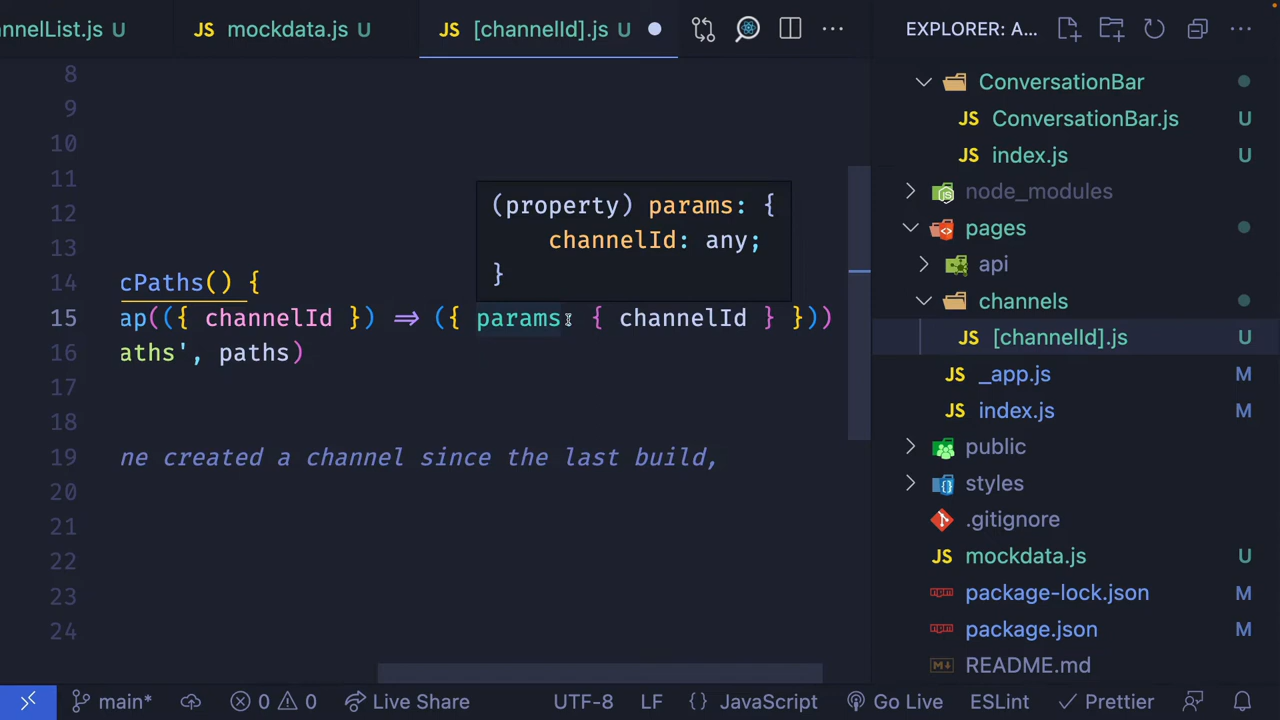 nnelList.js U
JS mockdata.js U
JS [channelId].js U
EXPLORER: A...
8
9
10
11
12
13
14 cPaths() {
15 ap(({ channelId }) => ({ params: { channelId } }))
16 aths', paths)
17
18
19 ne created a channel since the last build,
20
21
22
23
24
(property) params: {
channelId: any;
}
ConversationBar
JS ConversationBar.js U
JS index.js U
node_modules
pages
api
channels
JS [channelId].js U
JS _app.js M
JS index.js M
public
styles
.gitignore
JS mockdata.js U
package-lock.json M
package.json M
README.md
main* 0 0 Live Share UTF-8 LF {} JavaScript Go Live ESLint Prettier